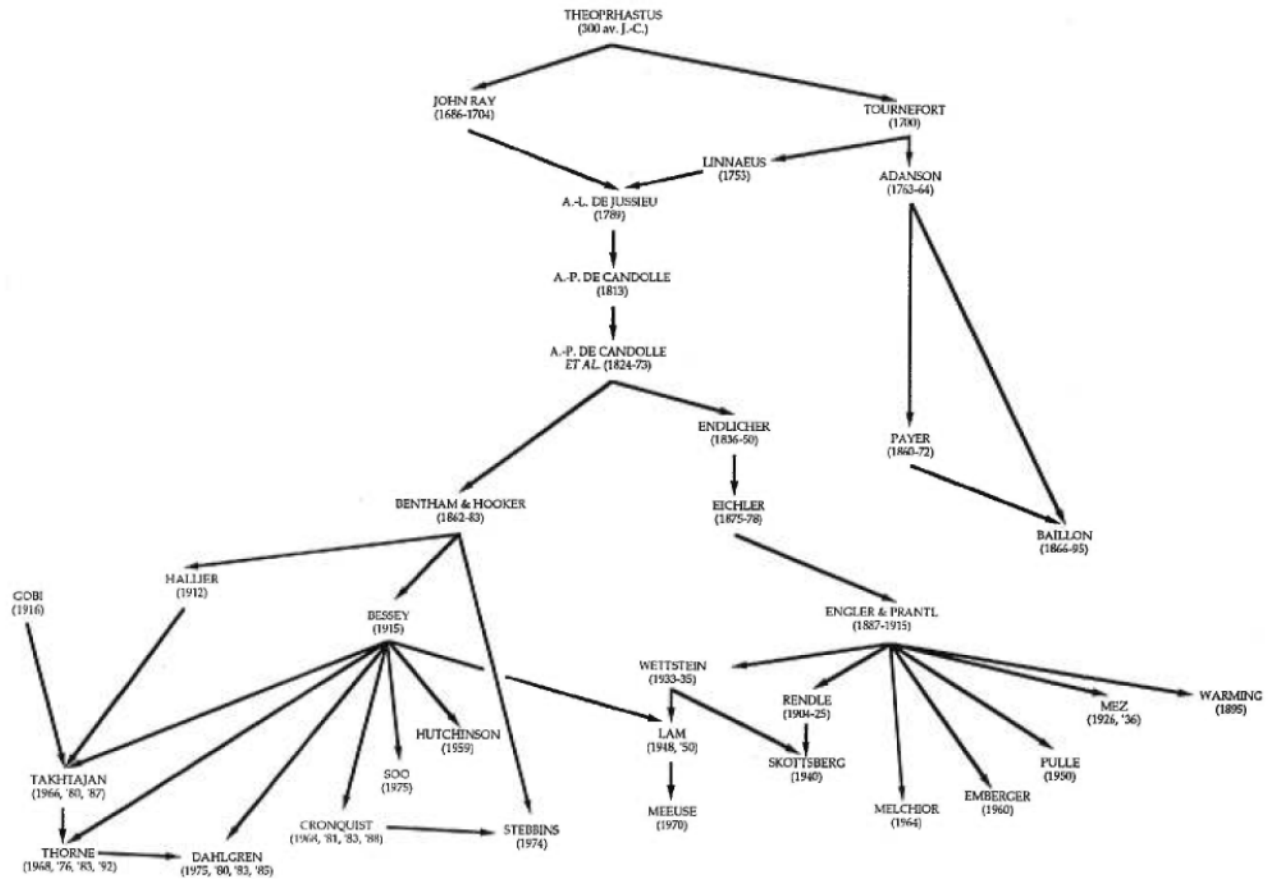 THEOPRHASTUS
(300 av. J.-C.)
JOHN RAY
(1686-1704)
TOURNEFORT
(1700)
LINNAEUS
(1753)
ADANSON
(1763-64)
A.-L. DE JUSSIEU
(1789)
A.-P. DE CANDOLLE
(1813)
A.-P. DE CANDOLLE
ET AL. (1824-73)
ENDLICHER
(1836-50)
PAYER
(1860-72)
BENTHAM & HOOKER
(1862-83)
EICHLER
(1875-78)
BAILLON
(1866-95)
HALLIER
(1912)
GOBI
(1916)
BESSEY
(1915)
ENGLER & PRANTL
(1887-1915)
WETTSTEIN
(1933-35)
RENDLE
(1904-25)
MEZ
(1926, '36)
WARMING
(1895)
HUTCHINSON
(1959)
LAM
(1948, '50)
SKOTTSBERG
(1940)
PULLE
(1950)
SOO
(1975)
TAKHTAJAN
(1966, '80, '87)
MEEUSE
(1970)
MELCHIOR
(1964)
EMBERGER
(1960)
CRONQUIST
(1968, '81, '83, '88)
STEBBINS
(1974)
THORNE
(1968, '76, '83, '92)
DAHLGREN
(1975, '80, '83, '85)